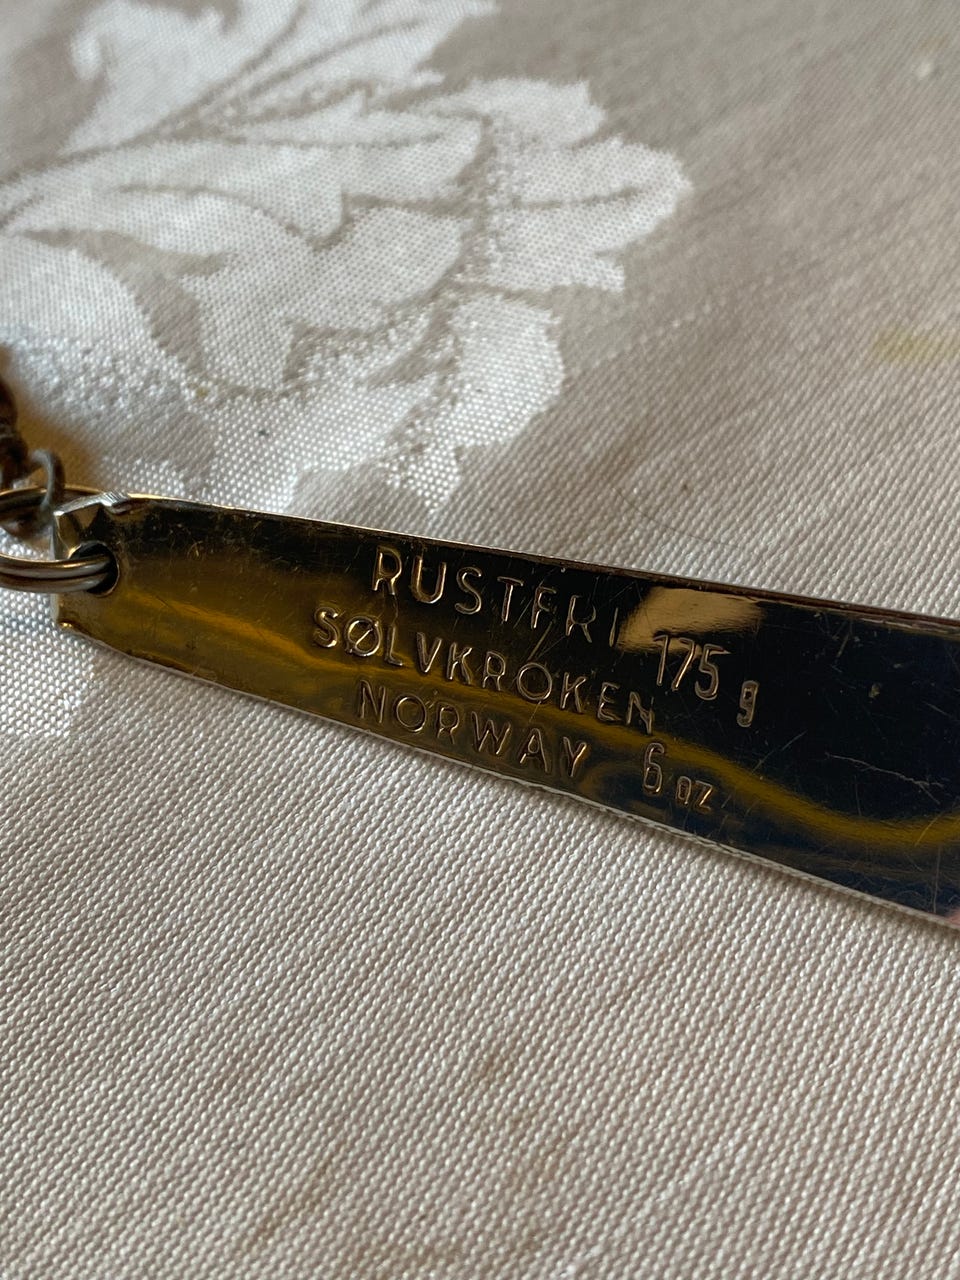 RUSTFRI
SØLVKROKEN 175 g
NORWAY 6 oz